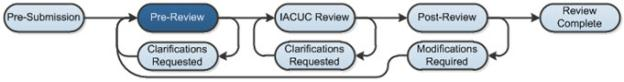 Pre-Submission
Pre-Review
IACUC Review
Post-Review
Review
Complete
Clarifications
Requested
Clarifications
Requested
Modifications
Required